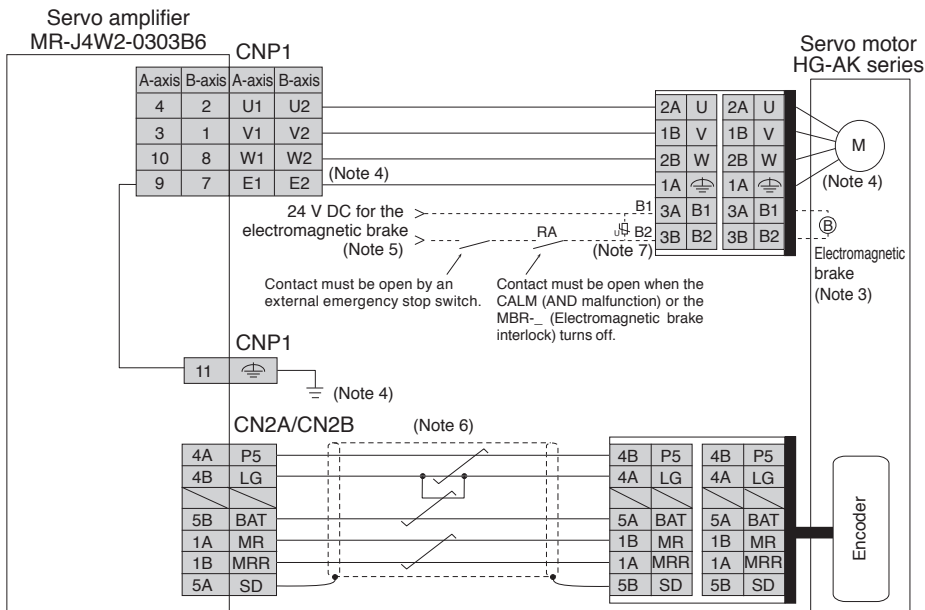 Servo amplifier
MR-J4W2-0303B6
CNP1
Servo motor
HG-AK series
A-axis B-axis A-axis B-axis
4 2 U1 U2
3 1 V1 V2
10 8 W1 W2
9 7 E1 E2
(Note 4)
2A U 2A U
1B V 1B V
2B W 2B W
1A 1A
3A B1 3A B1
3B B2 3B B2
M
(Note 4)
B1
24 V DC for the
electromagnetic brake
(Note 5)
RA
U
B2
(Note 7)
B
Electromagnetic
brake
(Note 3)
Contact must be open by an
external emergency stop switch.
Contact must be open when the
CALM (AND malfunction) or the
MBR-_ (Electromagnetic brake
interlock) turns off.
CNP1
11
(Note 4)
CN2A/CN2B
(Note 6)
4A P5
4B LG
5B BAT
1A MR
1B MRR
5A SD
4B P5 4B P5
4A LG 4A LG
5A BAT 5A BAT
1B MR 1B MR
1A MRR 1A MRR
5B SD 5B SD
Encoder